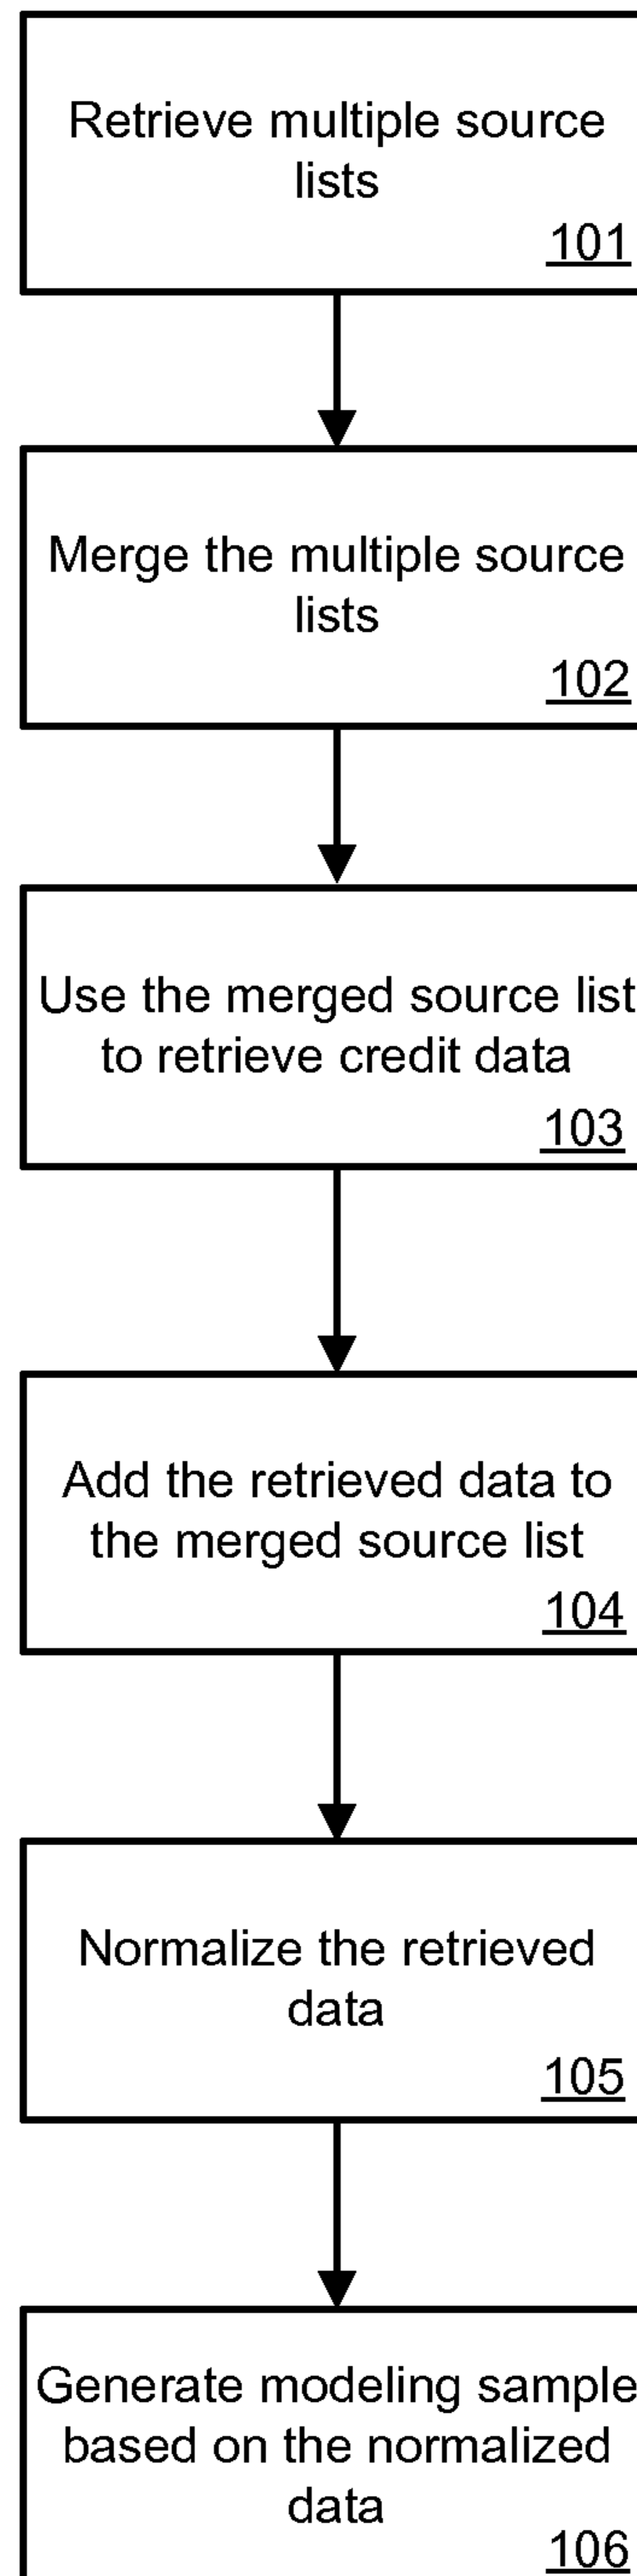 Retrieve multiple source
lists
101
Merge the multiple source
lists
102
Use the merged source list
to retrieve credit data
103
Add the retrieved data to
the merged source list
104
Normalize the retrieved
data
105
Generate modeling sample
based on the normalized
data
106